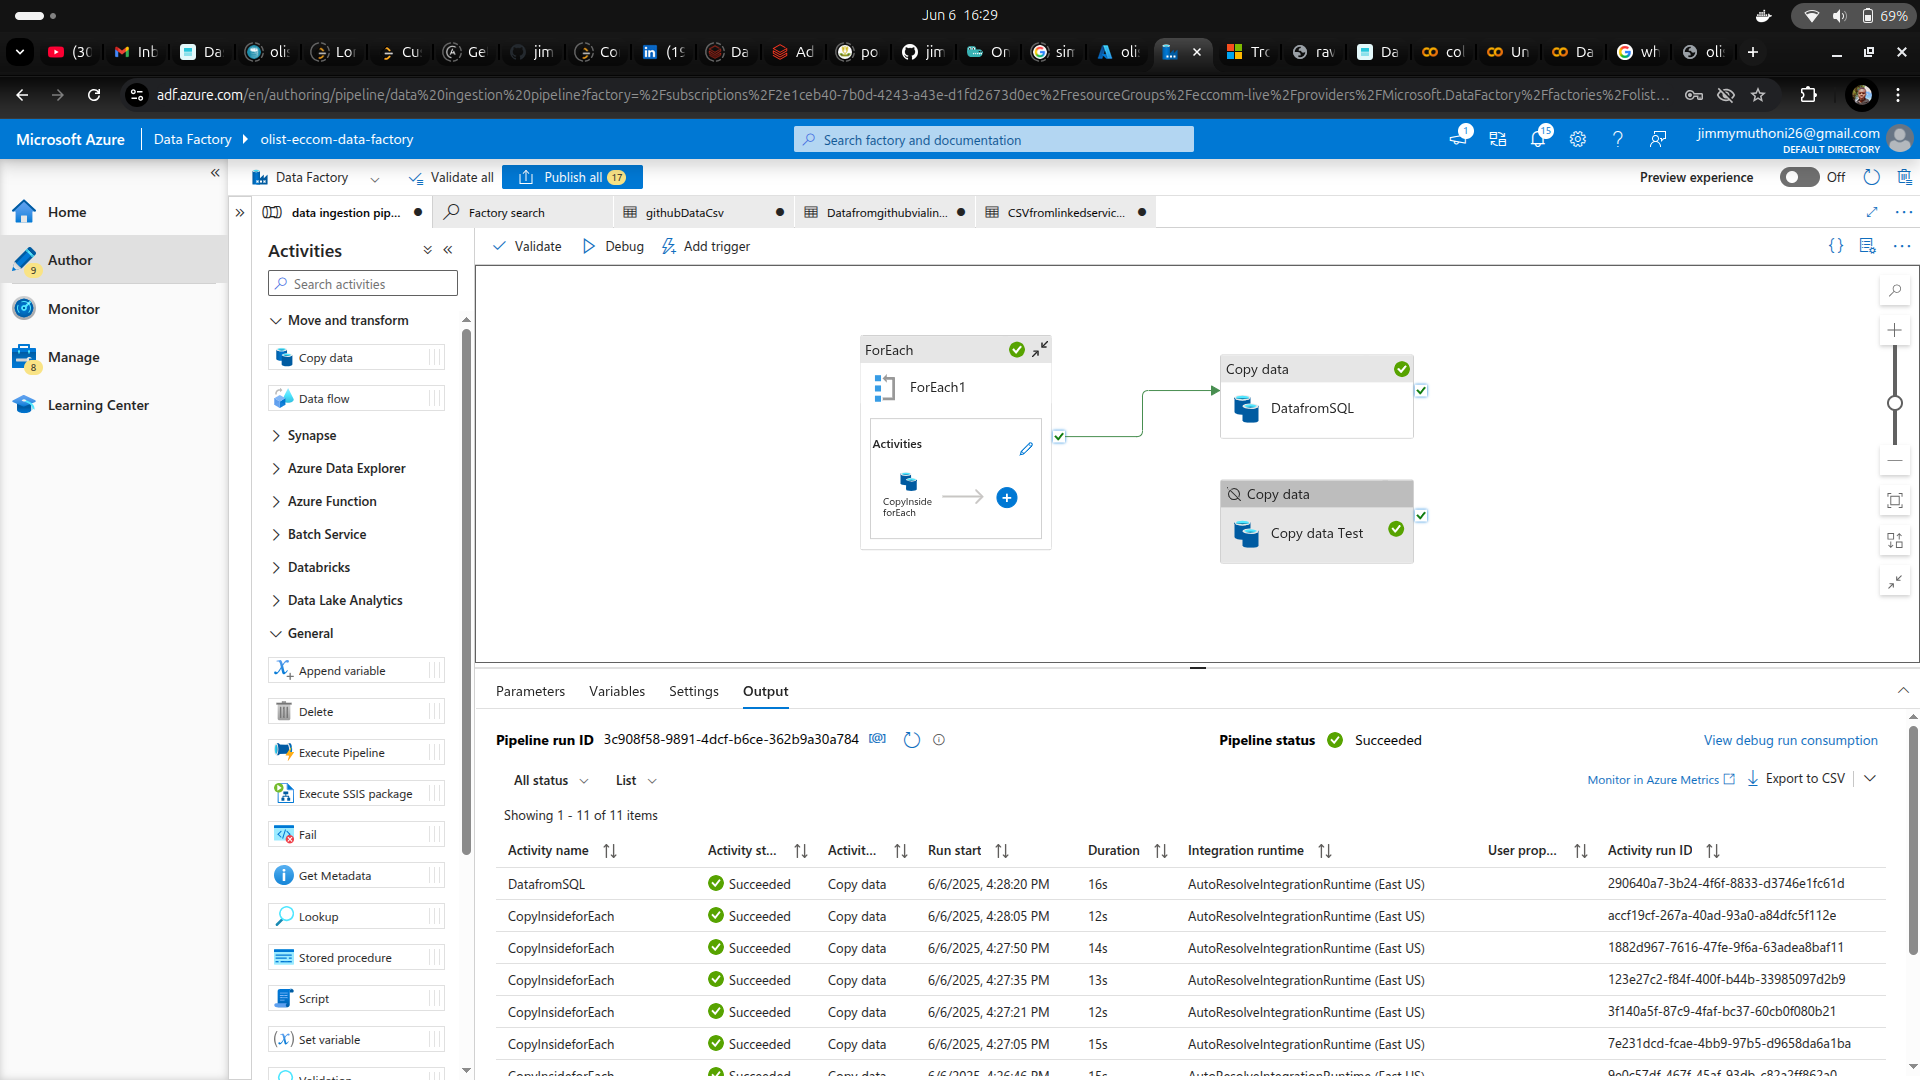 Jun 6 16:29
69%
(30
Inb
Da
olis
Lor
Cus
Gel
jim
Co
(19
Da
Ad
po
jim
On
sim
olis
Tro
rav
Da
col
Un
Da
wh
olis
adf.azure.com/en/authoring/pipeline/data%20ingestion%20pipeline?factory=%2Fsubscriptions%2F2e1ceb40-7b0d-4243-a43e-d1fd2673d0ec%2FresourceGroups%2Feccomm-live%2Fproviders%2FMicrosoft.DataFactory%2Ffactories%2Folist...
Microsoft Azure
Data Factory
olist-eccom-data-factory
Search factory and documentation
1
15
jimmymuthoni26@gmail.com
DEFAULT DIRECTORY
Home
Author
9
Monitor
Manage
8
Learning Center
Data Factory
Validate all
Publish all 17
Preview experience
Off
data ingestion pip...
Factory search
githubDataCsv
Datafromgithubvialin...
CSVfromlinkedservic...
Activities
Search activities
Move and transform
Copy data
Data flow
Synapse
Azure Data Explorer
Azure Function
Batch Service
Databricks
Data Lake Analytics
General
Append variable
Delete
Execute Pipeline
Execute SSIS package
Fail
Get Metadata
Lookup
Stored procedure
Script
Set variable
Validation
Validate
Debug
Add trigger
ForEach
ForEach1
Activities
CopyInside
forEach
Copy data
DatafromSQL
Copy data
Copy data Test
Parameters
Variables
Settings
Output
Pipeline run ID 3c908f58-9891-4dcf-b6ce-362b9a30a784
Pipeline status Succeeded
View debug run consumption
All status
List
Monitor in Azure Metrics
Export to CSV
Showing 1 - 11 of 11 items
Activity name Activity st... Activit... Run start Duration Integration runtime User prop... Activity run ID
DatafromSQL Succeeded Copy data 6/6/2025, 4:28:20 PM 16s AutoResolveIntegrationRuntime (East US) 290640a7-3b24-4f6f-8833-d3746e1fc61d
CopyInsideforEach Succeeded Copy data 6/6/2025, 4:28:05 PM 12s AutoResolveIntegrationRuntime (East US) accf19cf-267a-40ad-93a0-a84dfc5f112e
CopyInsideforEach Succeeded Copy data 6/6/2025, 4:27:50 PM 14s AutoResolveIntegrationRuntime (East US) 1882d967-7616-47fe-9f6a-63adea8baf11
CopyInsideforEach Succeeded Copy data 6/6/2025, 4:27:35 PM 13s AutoResolveIntegrationRuntime (East US) 123e27c2-f84f-400f-b44b-33985097d2b9
CopyInsideforEach Succeeded Copy data 6/6/2025, 4:27:21 PM 12s AutoResolveIntegrationRuntime (East US) 3f140a5f-87c9-4faf-bc37-60cb0f080b21
CopyInsideforEach Succeeded Copy data 6/6/2025, 4:27:05 PM 15s AutoResolveIntegrationRuntime (East US) 7e231dcd-fcae-4bb9-97b5-d9658da6a1ba
CopyInsideforEach Succeeded Copy data 6/6/2025, 4:26:46 PM 15s AutoResolveIntegrationRuntime (East US)